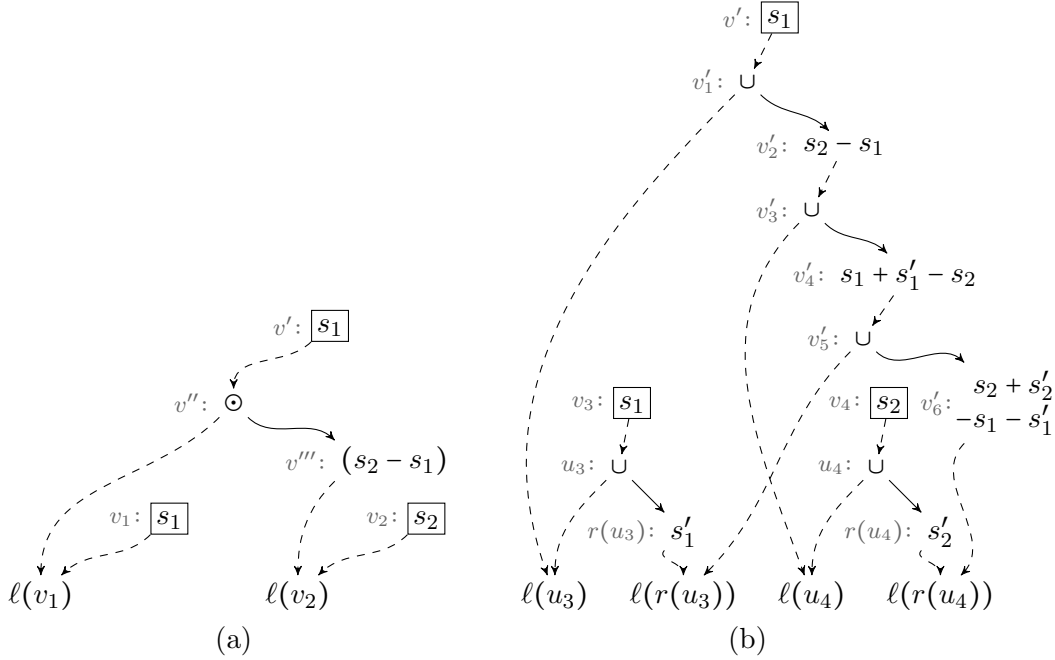 v′: s₁
v″: ⊙
v‴: (s₂ − s₁)
v₁: s₁
v₂: s₂
ℓ(v₁)
ℓ(v₂)
(a)
v′: s₁
v′₁: ∪
v′₂: s₂ − s₁
v′₃: ∪
v′₄: s₁ + s′₁ − s₂
v′₅: ∪
v′₆: s₂ + s′₂
−s₁ − s′₁
v₃: s₁
u₃: ∪
r(u₃): s′₁
v₄: s₂
u₄: ∪
r(u₄): s′₂
ℓ(u₃)
ℓ(r(u₃))
ℓ(u₄)
ℓ(r(u₄))
(b)